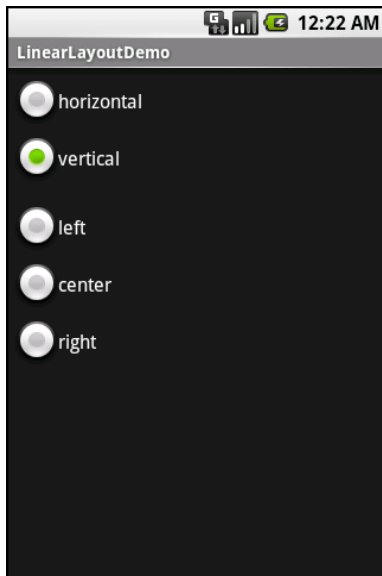 G 12:22 AM
LinearLayoutDemo
horizontal
vertical
left
center
right